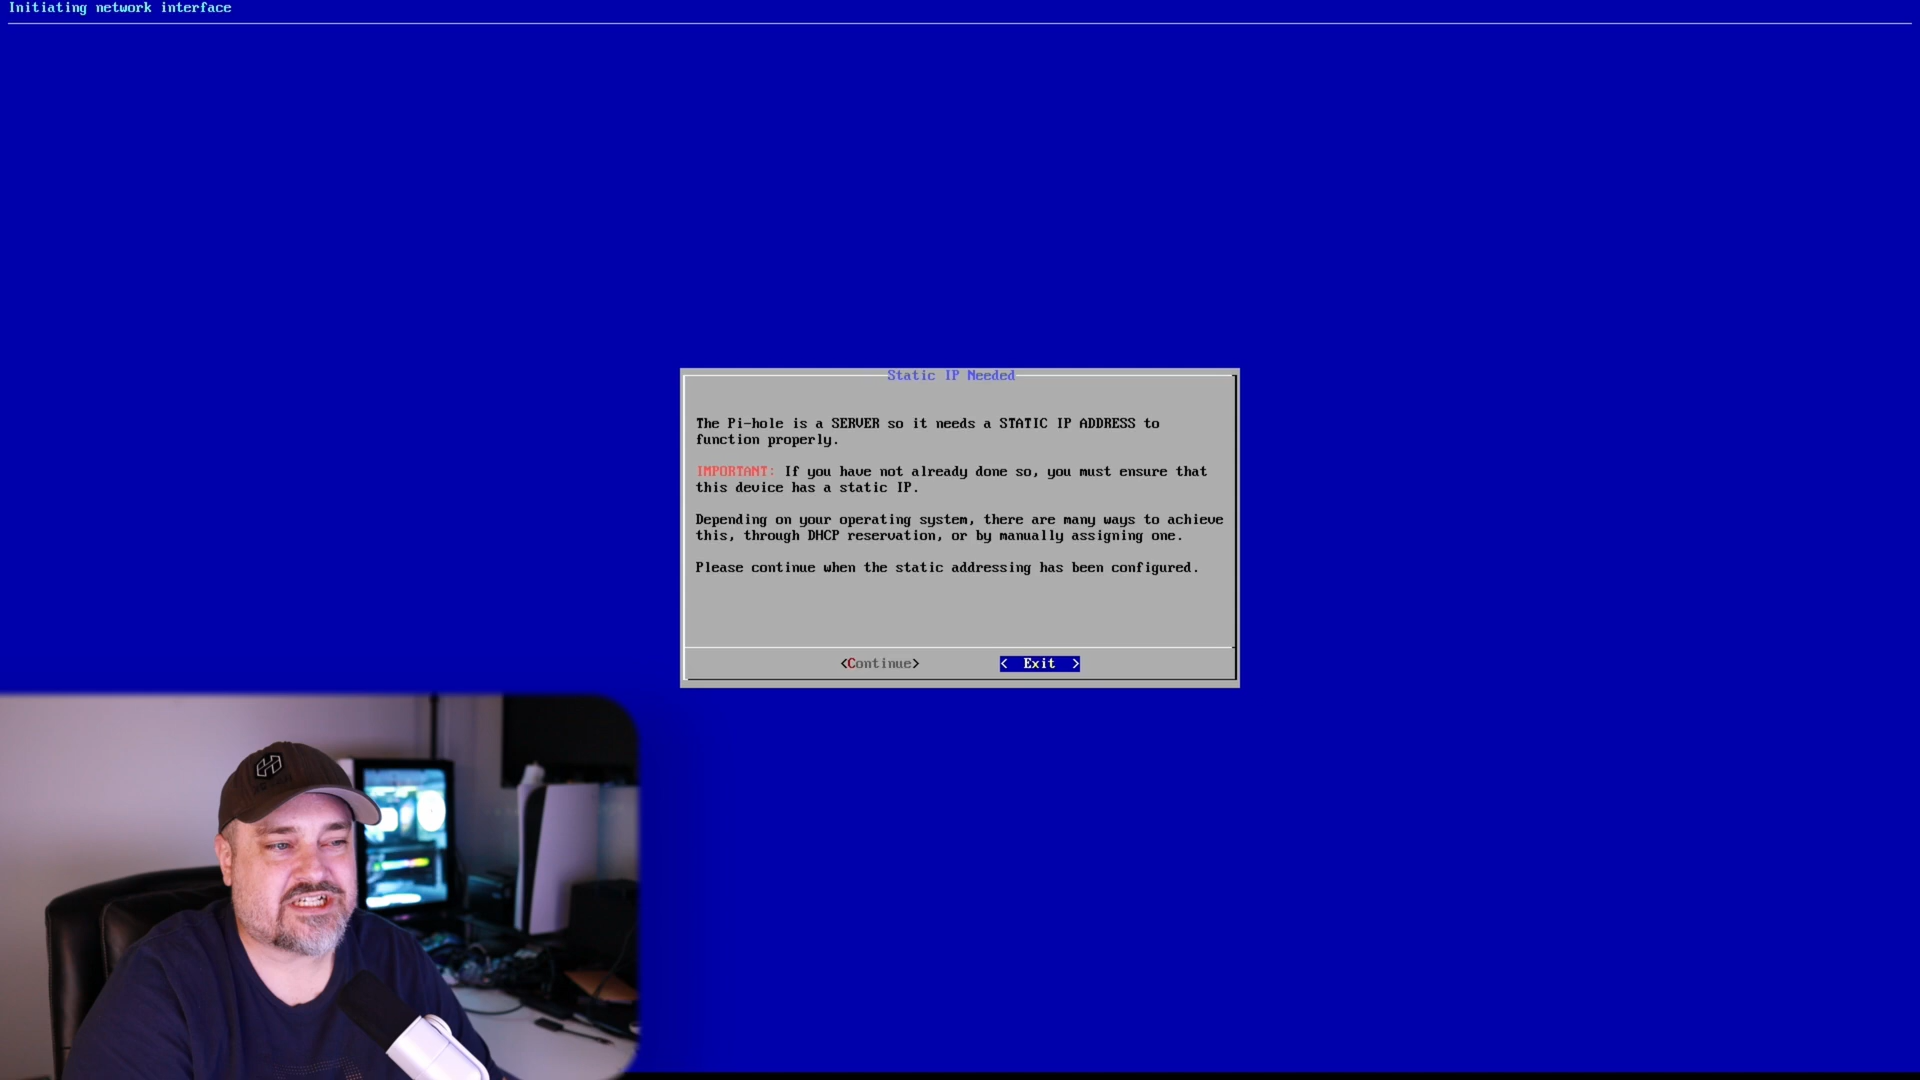 Initiating network interface
Static IP Needed
The Pi-hole is a SERVER so it needs a STATIC IP ADDRESS to
function properly.
IMPORTANT: If you have not already done so, you must ensure that
this device has a static IP.
Depending on your operating system, there are many ways to achieve
this, through DHCP reservation, or by manually assigning one.
Please continue when the static addressing has been configured.
<Continue> < Exit >